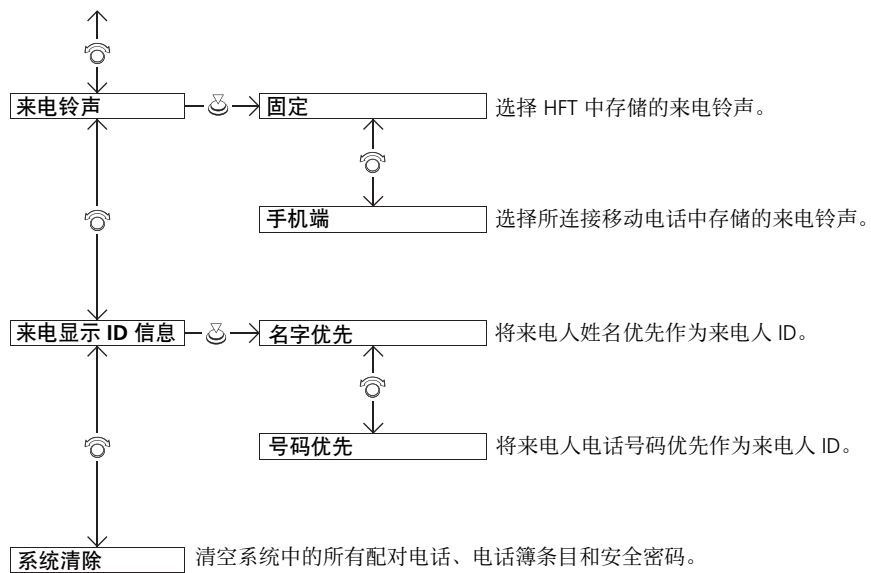 来电铃声 固定 选择 HFT 中存储的来电铃声。
手机端 选择所连接移动电话中存储的来电铃声。
来电显示 ID 信息 名字优先 将来电人姓名优先作为来电人 ID。
号码优先 将来电人电话号码优先作为来电人 ID。
系统清除 清空系统中的所有配对电话、电话簿条目和安全密码。